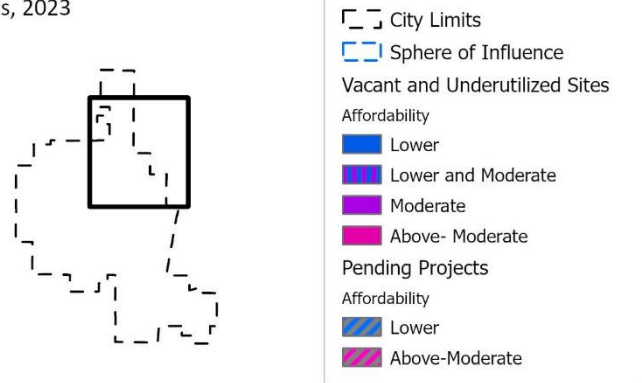 s, 2023
City Limits
Sphere of Influence
Vacant and Underutilized Sites
Affordability
Lower
Lower and Moderate
Moderate
Above- Moderate
Pending Projects
Affordability
Lower
Above-Moderate